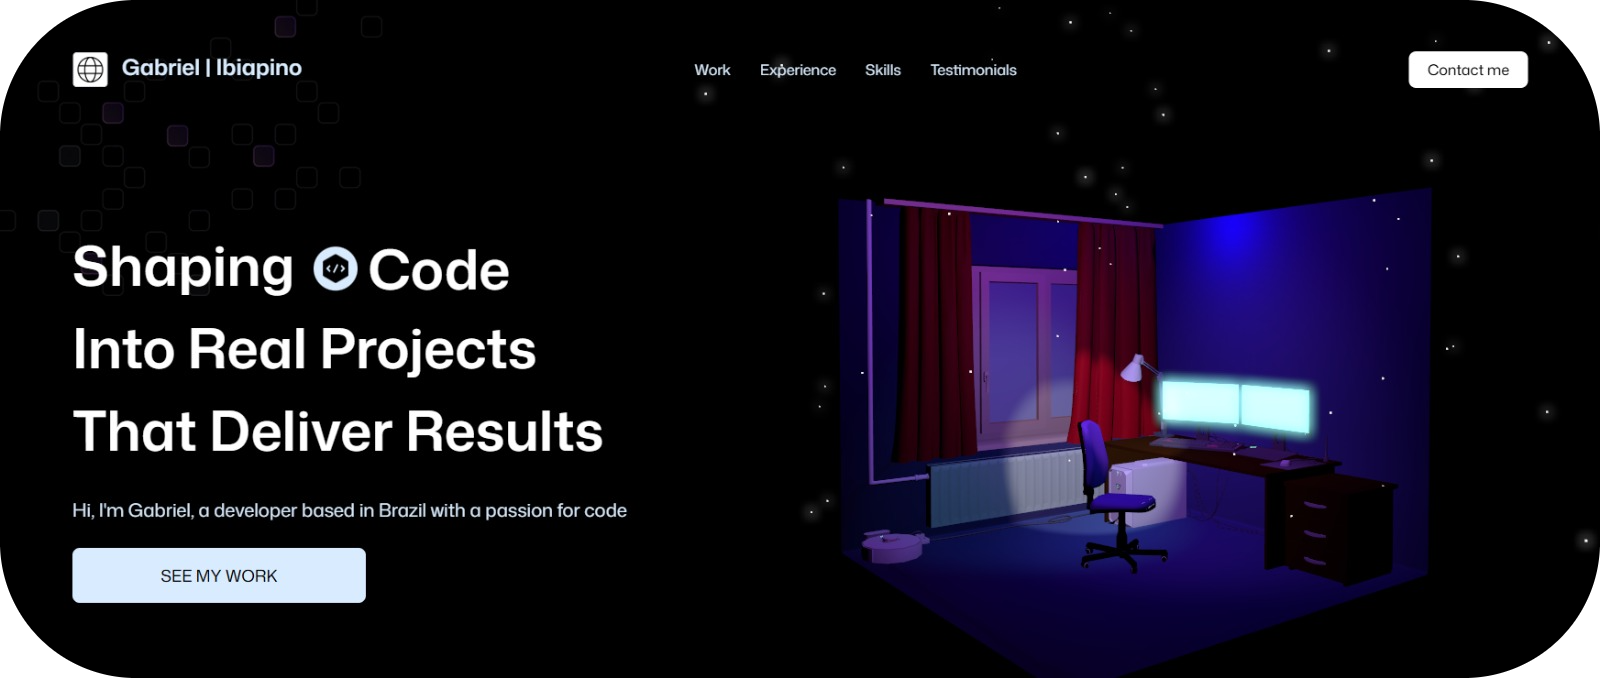 Gabriel | Ibiapino
Work Experience Skills Testimonials
Contact me
Shaping </> Code
Into Real Projects
That Deliver Results
Hi, I'm Gabriel, a developer based in Brazil with a passion for code
SEE MY WORK